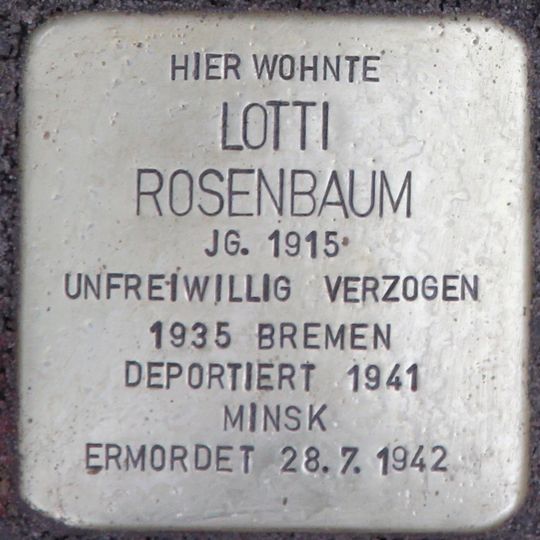 HIER WOHNTE
LOTTI
ROSENBAUM
JG. 1915
UNFREIWILLIG VERZOGEN
1935 BREMEN
DEPORTIERT 1941
MINSK
ERMORDET 28.7.1942